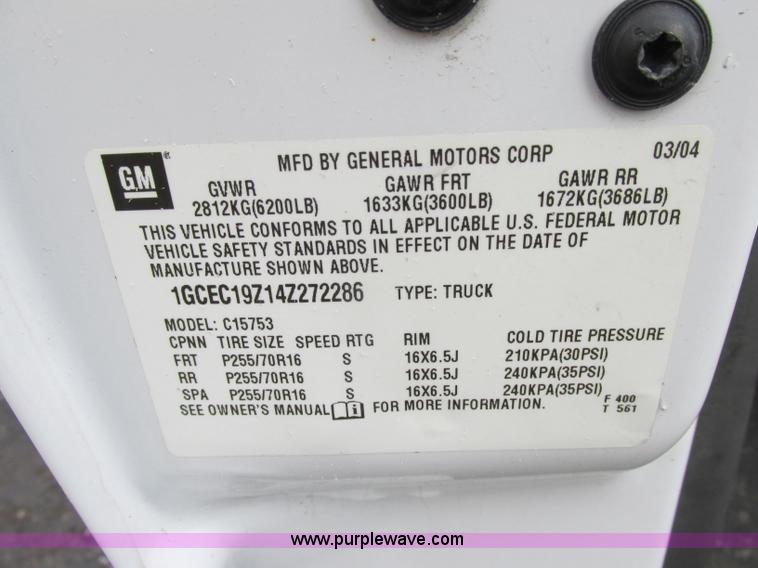 GM
MFD BY GENERAL MOTORS CORP 03/04
GVWR GAWR FRT GAWR RR
2812KG(6200LB) 1633KG(3600LB) 1672KG(3686LB)
THIS VEHICLE CONFORMS TO ALL APPLICABLE U.S. FEDERAL MOTOR
VEHICLE SAFETY STANDARDS IN EFFECT ON THE DATE OF
MANUFACTURE SHOWN ABOVE.
1GCEC19Z14Z272286 TYPE: TRUCK
MODEL: C15753
CPNN TIRE SIZE SPEED RTG RIM COLD TIRE PRESSURE
FRT P255/70R16 S 16X6.5J 210KPA(30PSI)
RR P255/70R16 S 16X6.5J 240KPA(35PSI)
SPA P255/70R16 S 16X6.5J 240KPA(35PSI)
SEE OWNER'S MANUAL FOR MORE INFORMATION. F 400
T 561
www.purplewave.com